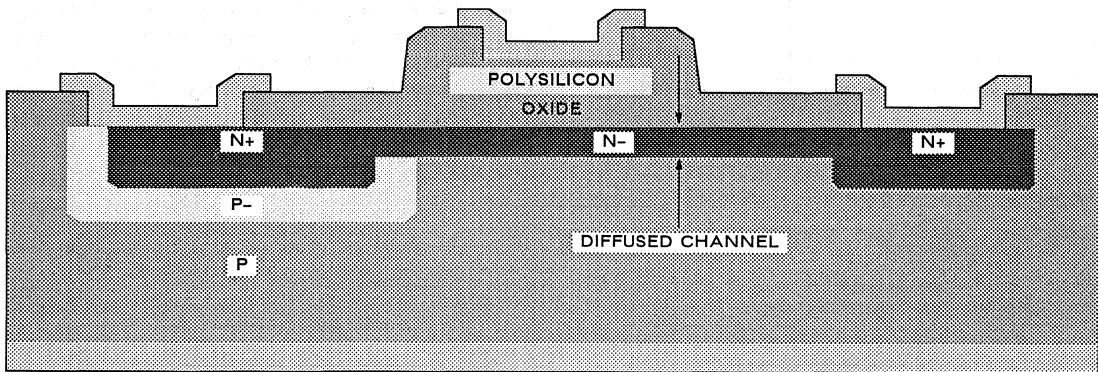 POLYSILICON
OXIDE
N+
N−
N+
P−
DIFFUSED CHANNEL
P